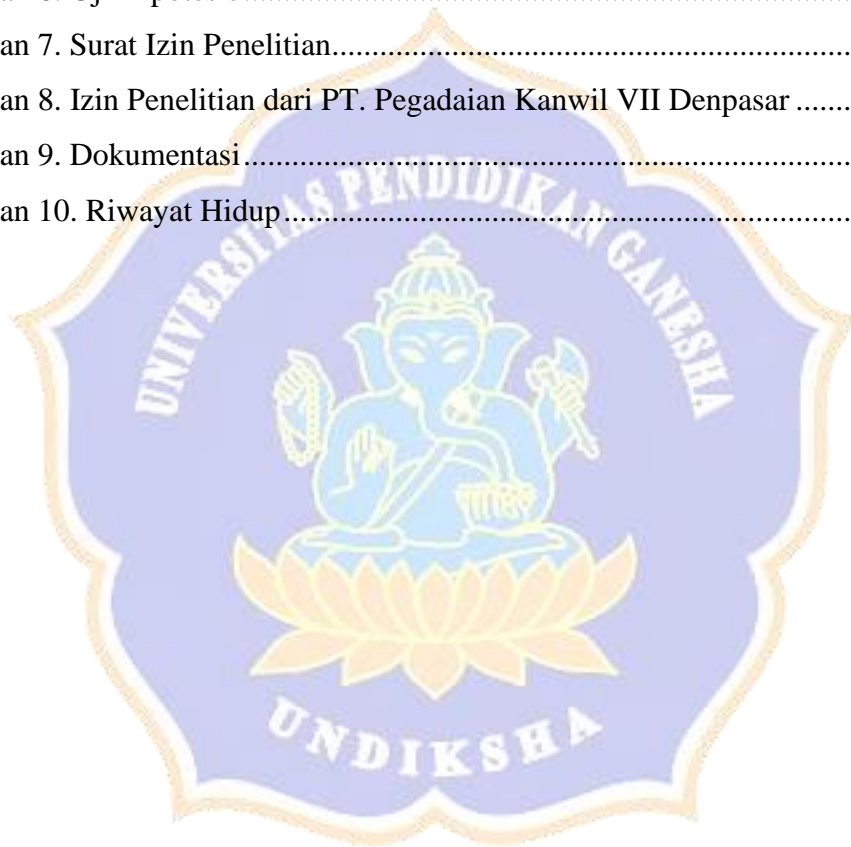 an 7. Surat Izin Penelitian
an 8. Izin Penelitian dari PT. Pegadaian Kanwil VII Denpasar
an 9. Dokumentasi
an 10. Riwayat Hidup
UNIVERSITAS PENDIDIKAN GANESHA
UNDIKSHA